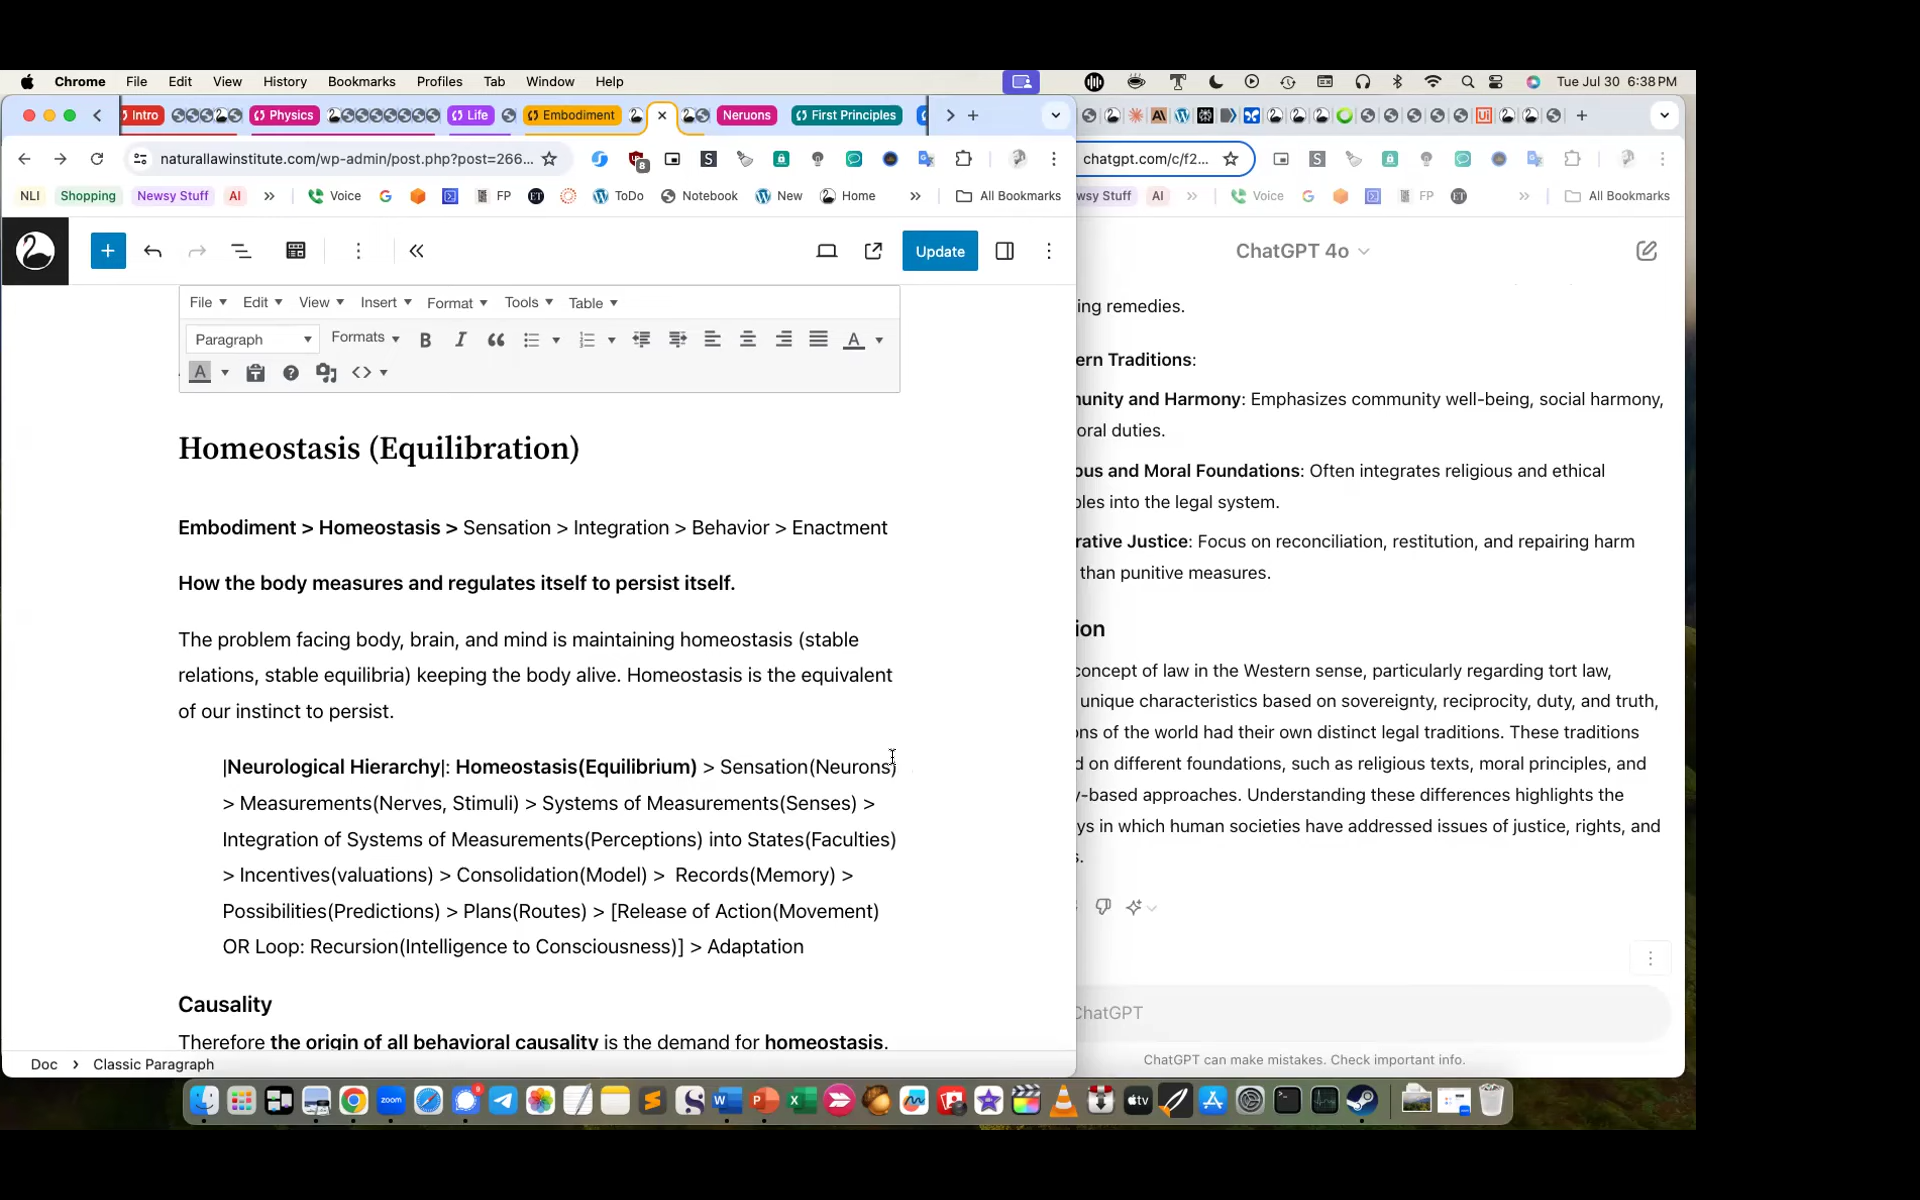 Chrome File Edit View History Bookmarks Profiles Tab Window Help Tue Jul 30 6:38 PM
Intro Physics Life Embodiment Neruons First Principles
naturallawinstitute.com/wp-admin/post.php?post=266...
8
NLI Shopping Newsy Stuff AI » Voice FP ToDo Notebook New Home » All Bookmarks
Update
File Edit View Insert Format Tools Table
Paragraph Formats B I A
A
Homeostasis (Equilibration)
Embodiment > Homeostasis > Sensation > Integration > Behavior > Enactment
How the body measures and regulates itself to persist itself.
The problem facing body, brain, and mind is maintaining homeostasis (stable
relations, stable equilibria) keeping the body alive. Homeostasis is the equivalent
of our instinct to persist.
|Neurological Hierarchy|: Homeostasis(Equilibrium) > Sensation(Neurons)
> Measurements(Nerves, Stimuli) > Systems of Measurements(Senses) >
Integration of Systems of Measurements(Perceptions) into States(Faculties)
> Incentives(valuations) > Consolidation(Model) > Records(Memory) >
Possibilities(Predictions) > Plans(Routes) > [Release of Action(Movement)
OR Loop: Recursion(Intelligence to Consciousness)] > Adaptation
Causality
Therefore the origin of all behavioral causality is the demand for homeostasis.
Doc > Classic Paragraph
chatgpt.com/c/f2...
wsy Stuff AI » Voice FP ET » All Bookmarks
ChatGPT 4o
ing remedies.
ern Traditions:
unity and Harmony: Emphasizes community well-being, social harmony,
oral duties.
ous and Moral Foundations: Often integrates religious and ethical
ples into the legal system.
rative Justice: Focus on reconciliation, restitution, and repairing harm
than punitive measures.
ion
concept of law in the Western sense, particularly regarding tort law,
unique characteristics based on sovereignty, reciprocity, duty, and truth,
ons of the world had their own distinct legal traditions. These traditions
d on different foundations, such as religious texts, moral principles, and
y-based approaches. Understanding these differences highlights the
ys in which human societies have addressed issues of justice, rights, and
s.
ChatGPT
ChatGPT can make mistakes. Check important info.
zoom
tv